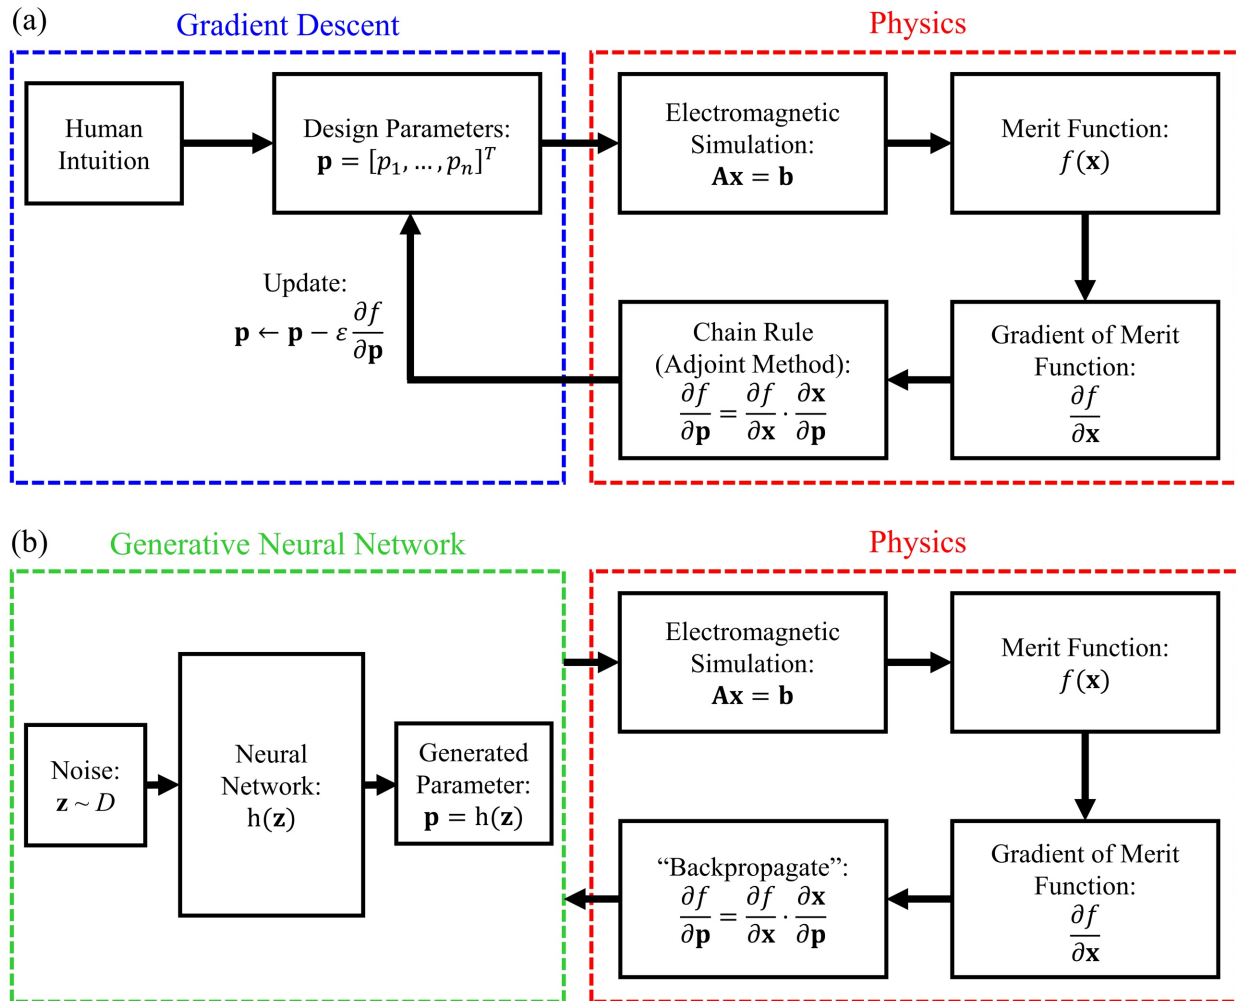 (a)
Gradient Descent
Physics
Human
Intuition
Design Parameters:
𝐩 = [p₁, … , pₙ]ᵀ
Electromagnetic
Simulation:
𝐀𝐱 = 𝐛
Merit Function:
f(𝐱)
Update:
𝐩 ← 𝐩 − ε ∂f/∂𝐩
Chain Rule
(Adjoint Method):
∂f/∂𝐩 = ∂f/∂𝐱 · ∂𝐱/∂𝐩
Gradient of Merit
Function:
∂f/∂𝐱
(b)
Generative Neural Network
Physics
Noise:
𝐳 ~ D
Neural
Network:
h(𝐳)
Generated
Parameter:
𝐩 = h(𝐳)
Electromagnetic
Simulation:
𝐀𝐱 = 𝐛
Merit Function:
f(𝐱)
“Backpropagate”:
∂f/∂𝐩 = ∂f/∂𝐱 · ∂𝐱/∂𝐩
Gradient of Merit
Function:
∂f/∂𝐱